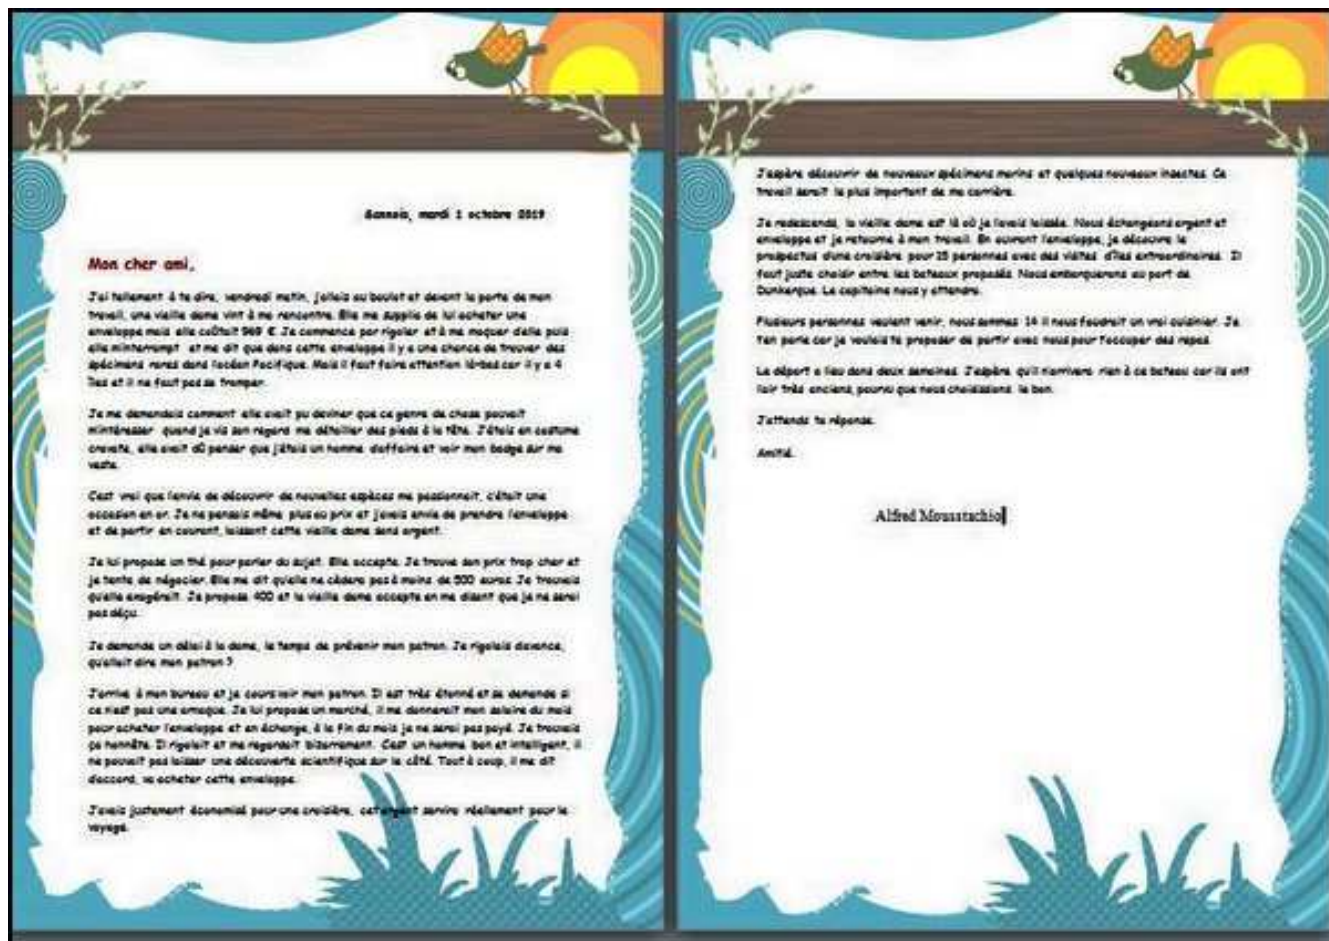 Sannois, mardi 1 octobre 2019
Mon cher ami,
J'ai tellement à te dire, vendredi matin, j'allais au boulot et devant la porte de mon
travail, une vieille dame vint à ma rencontre. Elle me supplia de lui acheter une
enveloppe mais elle coûtait 969 €. Je commence par rigoler et à me moquer d'elle puis
elle m'interrompt et me dit que dans cette enveloppe il y a une chance de trouver des
spécimens rares dans l'océan Pacifique. Mais il faut faire attention là-bas car il y a 4
îles et il ne faut pas se tromper.
Je me demandais comment elle avait pu deviner que ce genre de chose pouvait
m'intéresser quand je vis son regard me détailler des pieds à la tête. J'étais en costume
cravate, elle avait dû penser que j'étais un homme d'affaire et voir mon badge sur ma
veste.
C'est vrai que l'envie de découvrir de nouvelles espèces me passionnait, c'était une
occasion en or. Je ne pensais même plus au prix et j'avais envie de prendre l'enveloppe
et de partir en courant, laissant cette vieille dame sans argent.
Je lui propose un thé pour parler du sujet. Elle accepte. Je trouve son prix trop cher et
je tente de négocier. Elle me dit qu'elle ne cèdera pas à moins de 500 euros. Je trouvais
qu'elle exagérait. Je propose 400 et la vieille dame accepte en me disant que je ne serai
pas déçu.
Je demande un délai à la dame, le temps de prévenir mon patron. Je rigolais d'avance,
qu'allait dire mon patron ?
J'arrive à mon bureau et je cours voir mon patron. Il est très étonné et se demande si
ce n'est pas une arnaque. Je lui propose un marché, il me donnerait mon salaire du mois
pour acheter l'enveloppe et en échange, à la fin du mois je ne serai pas payé. Je trouvais
ça honnête. Il rigolait et me regardait bizarrement. C'est un homme bon et intelligent, il
ne pouvait pas laisser une découverte scientifique sur le côté. Tout à coup, il me dit
d'accord, va acheter cette enveloppe.
J'avais justement économisé pour une croisière, cet argent servira réellement pour le
voyage.
J'espère découvrir de nouveaux spécimens marins et quelques nouveaux insectes. Ce
travail serait le plus important de ma carrière.
Je redescends, la vieille dame est là où je l'avais laissée. Nous échangeons argent et
enveloppe et je retourne à mon travail. En ouvrant l'enveloppe, je découvre le
prospectus d'une croisière pour 15 personnes avec des visites d'îles extraordinaires. Il
faut juste choisir entre les bateaux proposés. Nous embarquerons au port de
Dunkerque. Le capitaine nous y attendra.
Plusieurs personnes veulent venir, nous sommes 14 il nous faudrait un vrai cuisinier. Je
t'en parle car je voulais te proposer de partir avec nous pour t'occuper des repas.
Le départ a lieu dans deux semaines. J'espère qu'il n'arrivera rien à ce bateau car ils ont
l'air très anciens, pourvu que nous choisissions le bon.
J'attends ta réponse.
Amitié.
Alfred Moustachio